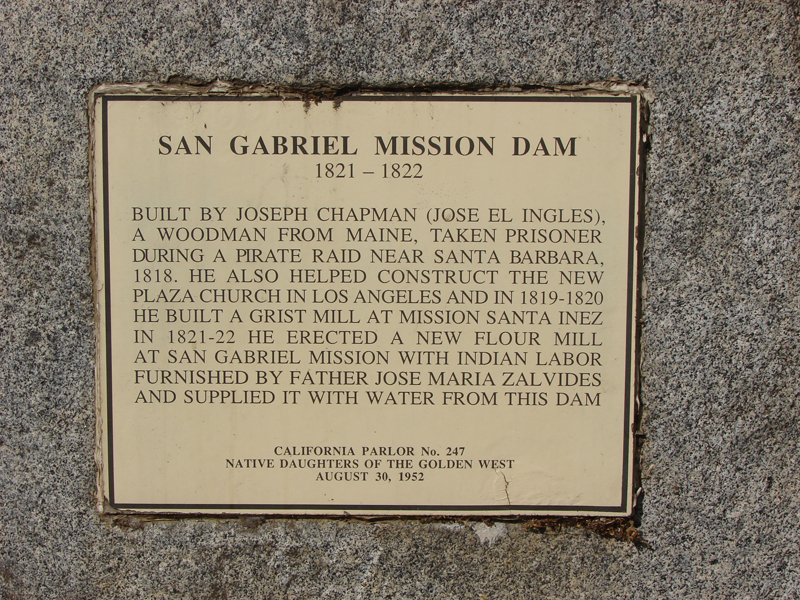 SAN GABRIEL MISSION DAM
1821 – 1822
BUILT BY JOSEPH CHAPMAN (JOSE EL INGLES),
A WOODMAN FROM MAINE, TAKEN PRISONER
DURING A PIRATE RAID NEAR SANTA BARBARA,
1818. HE ALSO HELPED CONSTRUCT THE NEW
PLAZA CHURCH IN LOS ANGELES AND IN 1819-1820
HE BUILT A GRIST MILL AT MISSION SANTA INEZ
IN 1821-22 HE ERECTED A NEW FLOUR MILL
AT SAN GABRIEL MISSION WITH INDIAN LABOR
FURNISHED BY FATHER JOSE MARIA ZALVIDES
AND SUPPLIED IT WITH WATER FROM THIS DAM
CALIFORNIA PARLOR No. 247
NATIVE DAUGHTERS OF THE GOLDEN WEST
AUGUST 30, 1952